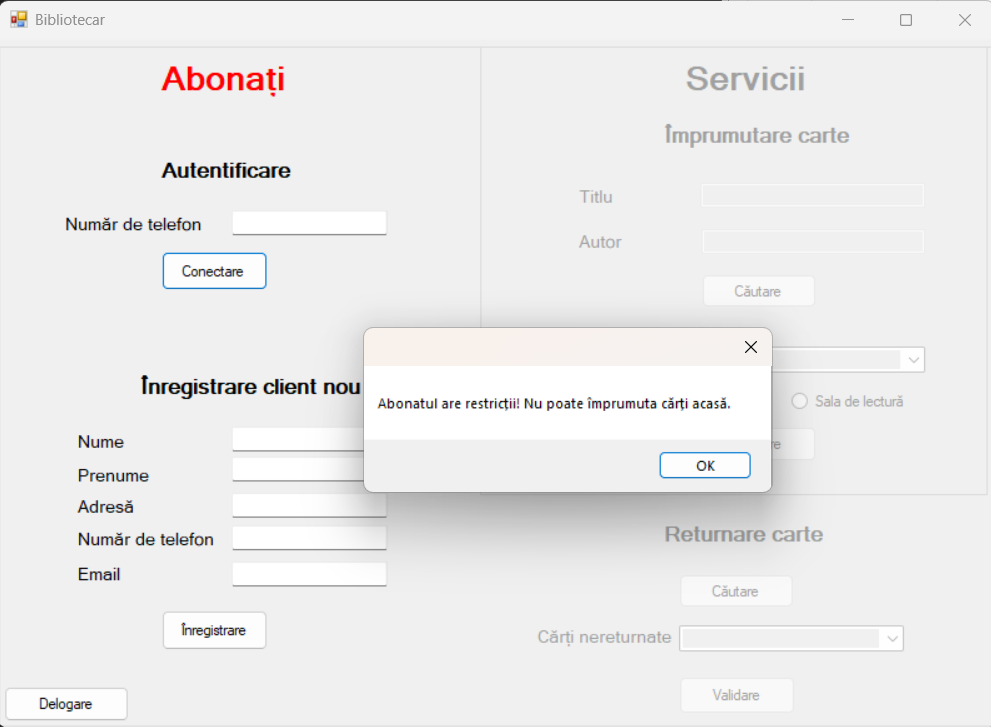 Bibliotecar
Abonați
Autentificare
Număr de telefon
Conectare
Înregistrare client nou
Nume
Prenume
Adresă
Număr de telefon
Email
Înregistrare
Delogare
Servicii
Împrumutare carte
Titlu
Autor
Căutare
Sala de lectură
Abonatul are restricții! Nu poate împrumuta cărți acasă.
OK
Returnare carte
Căutare
Cărți nereturnate
Validare